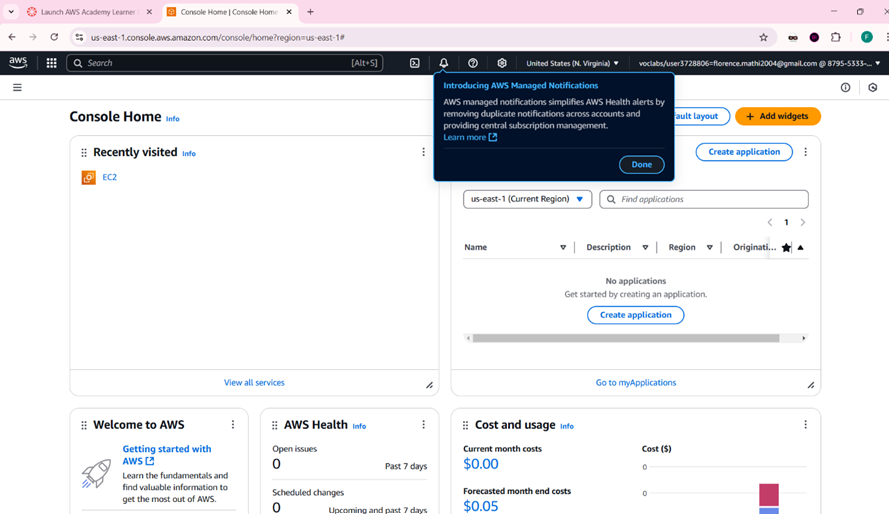 Launch AWS Academy Learner
Console Home | Console Home
us-east-1.console.aws.amazon.com/console/home?region=us-east-1#
F
aws
Search
[Alt+S]
United States (N. Virginia)
voclabs/user3728806=florence.mathi2004@gmail.com @ 8795-5333-...
Introducing AWS Managed Notifications
AWS managed notifications simplifies AWS Health alerts by
removing duplicate notifications across accounts and
providing central subscription management.
Learn more
Done
Console Home Info
fault layout
+ Add widgets
Recently visited Info
EC2
View all services
Create application
us-east-1 (Current Region)
Find applications
1
Name
Description
Region
Originati...
No applications
Get started by creating an application.
Create application
Go to myApplications
Welcome to AWS
Getting started with
AWS
Learn the fundamentals and
find valuable information to
get the most out of AWS.
AWS Health Info
Open issues
0
Past 7 days
Scheduled changes
0
Upcoming and past 7 days
Cost and usage Info
Current month costs
$0.00
Forecasted month end costs
$0.05
Cost ($)
0
0